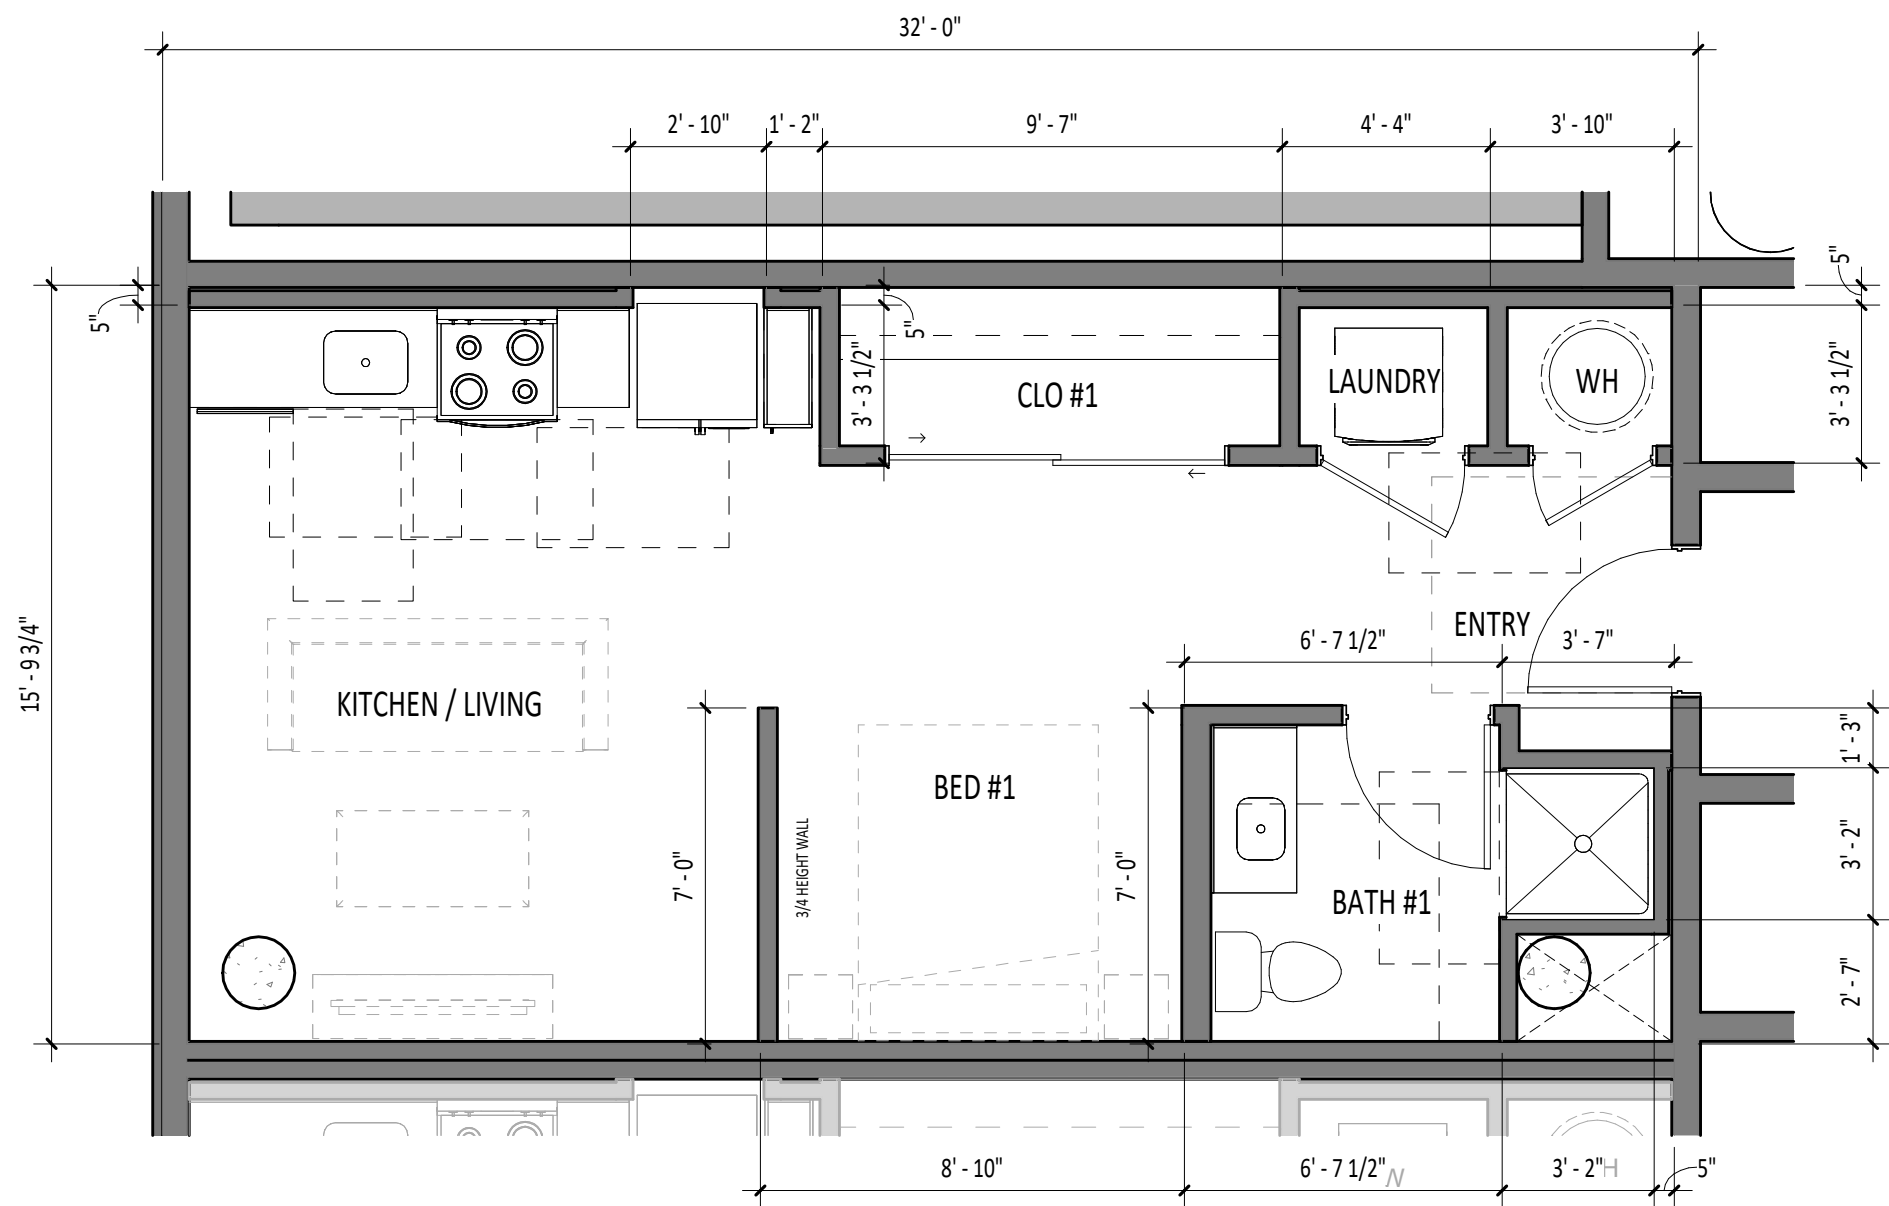 32' - 0"
2' - 10"
1' - 2"
9' - 7"
4' - 4"
3' - 10"
5"
5"
5"
3' - 3 1/2"
3' - 3 1/2"
CLO #1
LAUNDRY
WH
15' - 9 3/4"
ENTRY
6' - 7 1/2"
3' - 7"
KITCHEN / LIVING
BED #1
1' - 3"
3/4 HEIGHT WALL
7' - 0"
7' - 0"
3' - 2"
BATH #1
2' - 7"
8' - 10"
6' - 7 1/2"
N
3' - 2"
H
5"